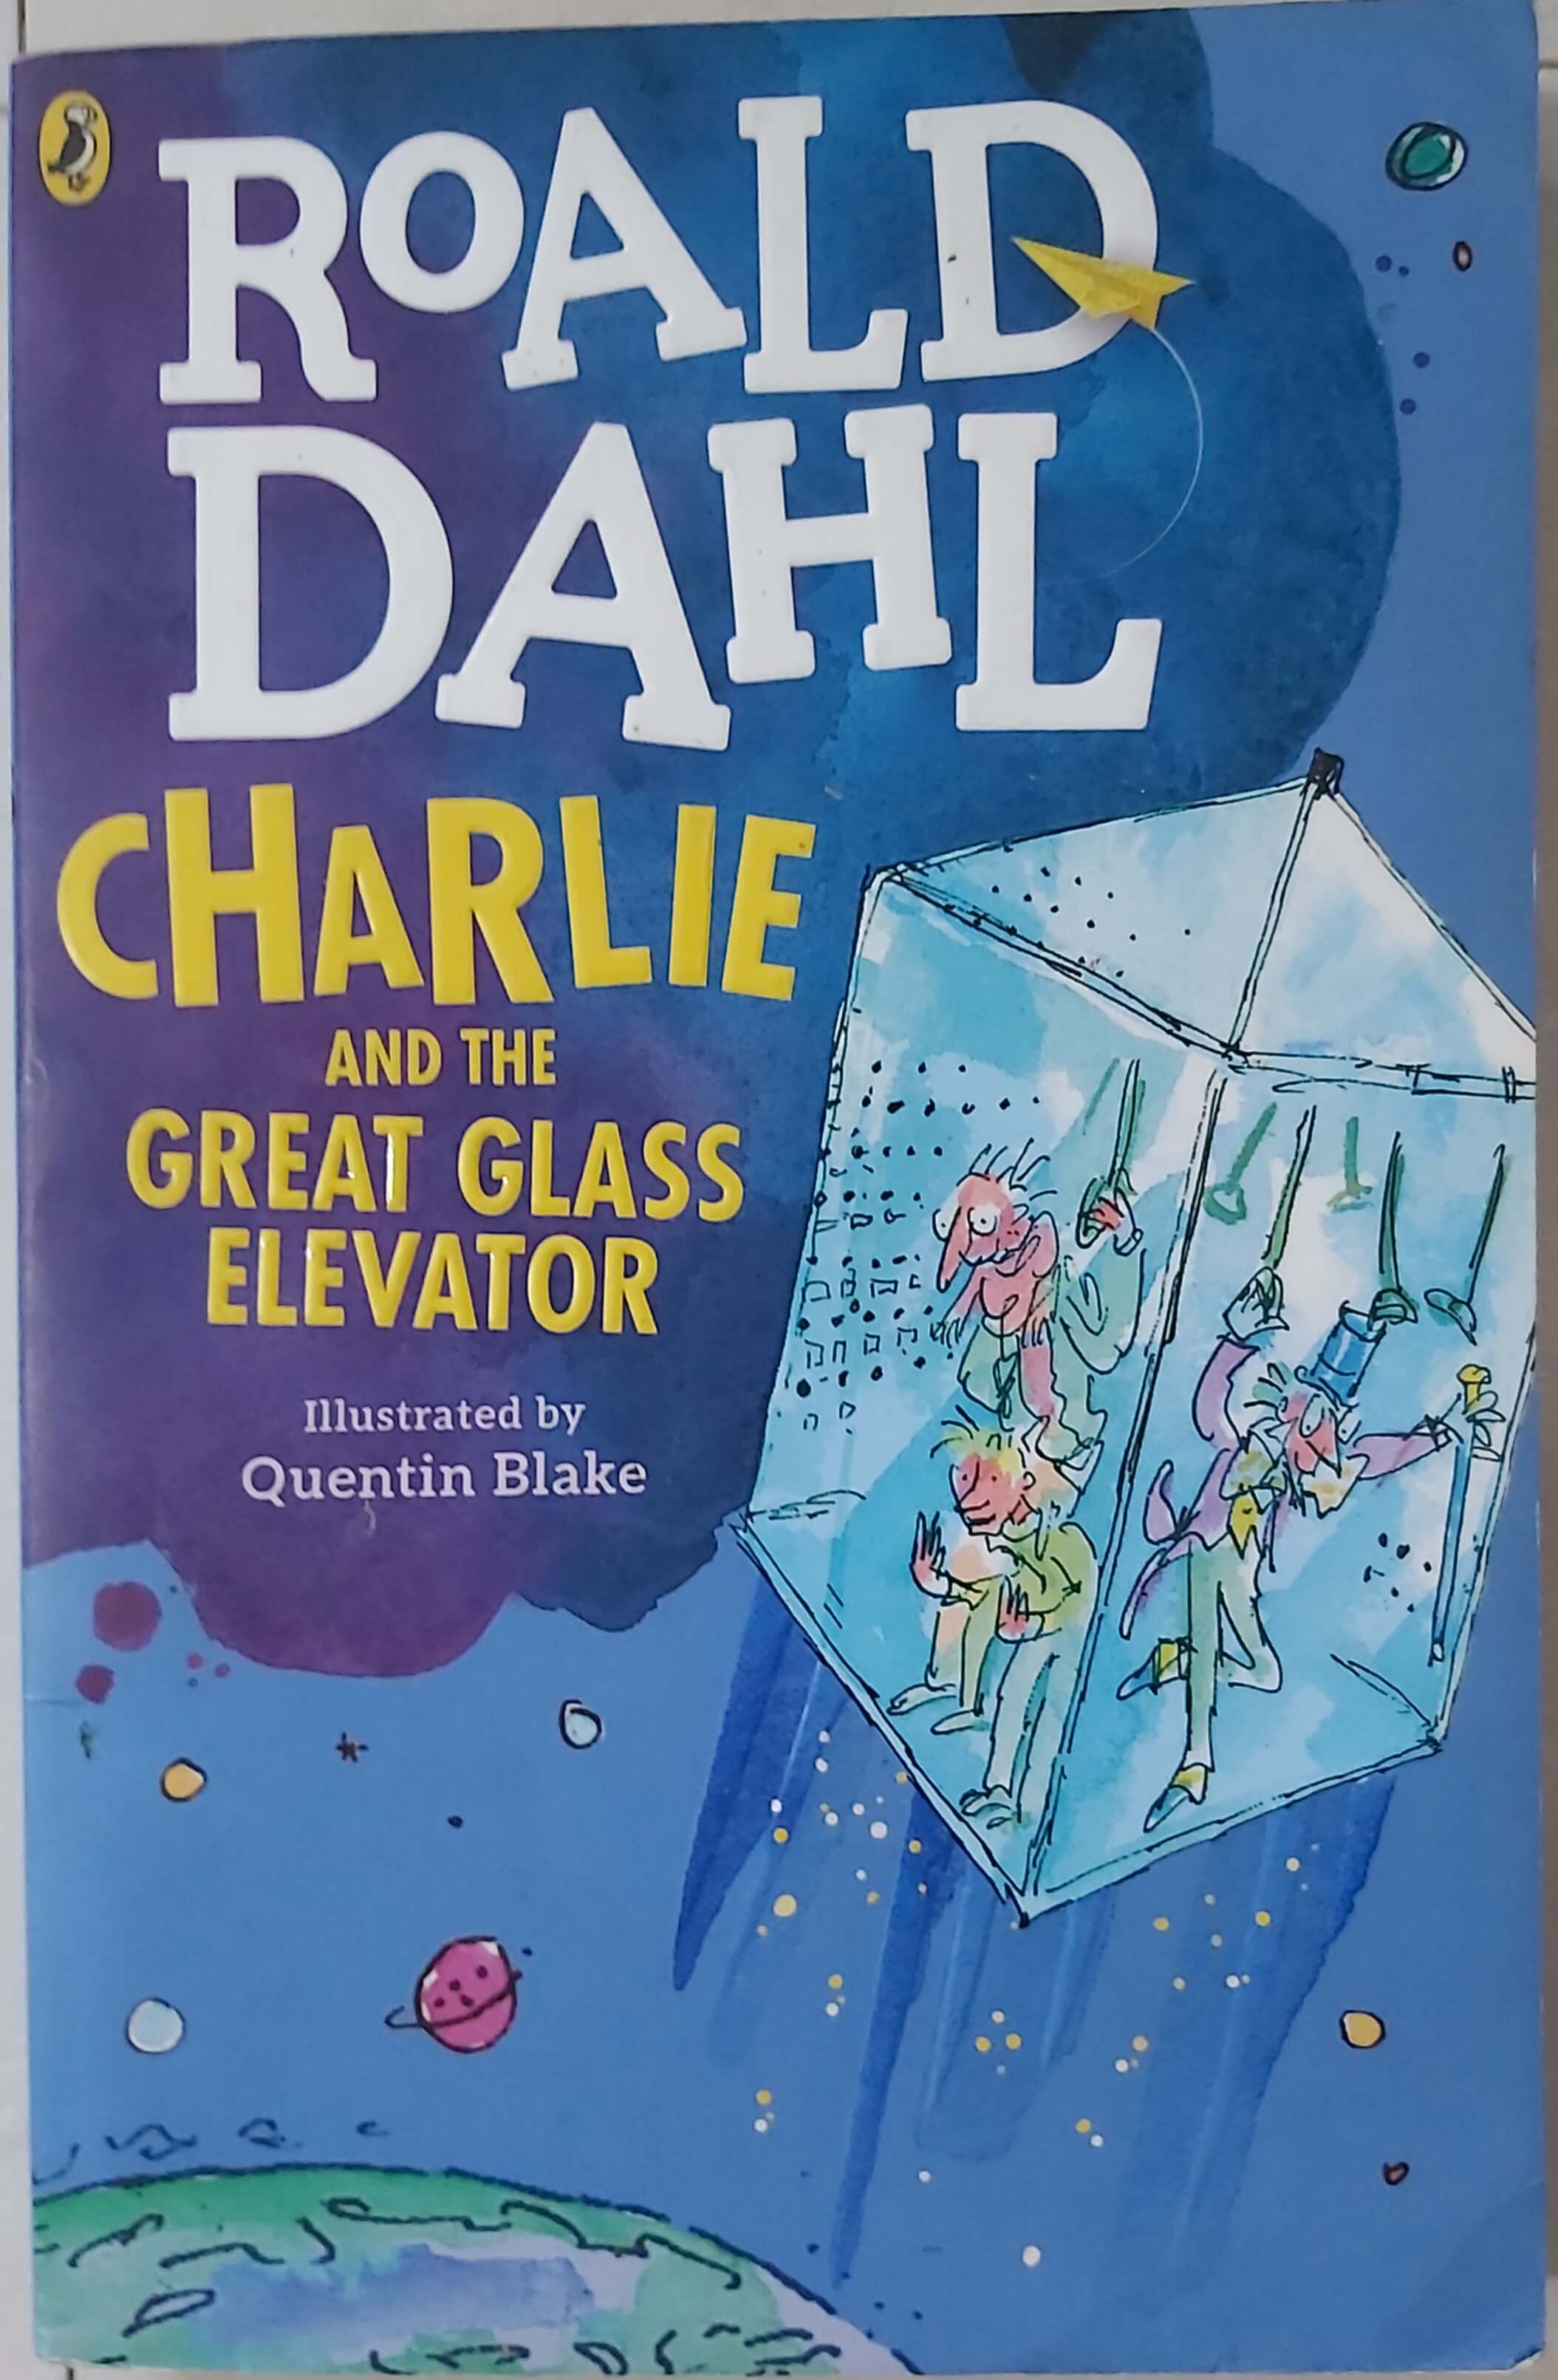 ROALD
DAHL
CHARLIE
AND THE
GREAT GLASS
ELEVATOR
Illustrated by
Quentin Blake